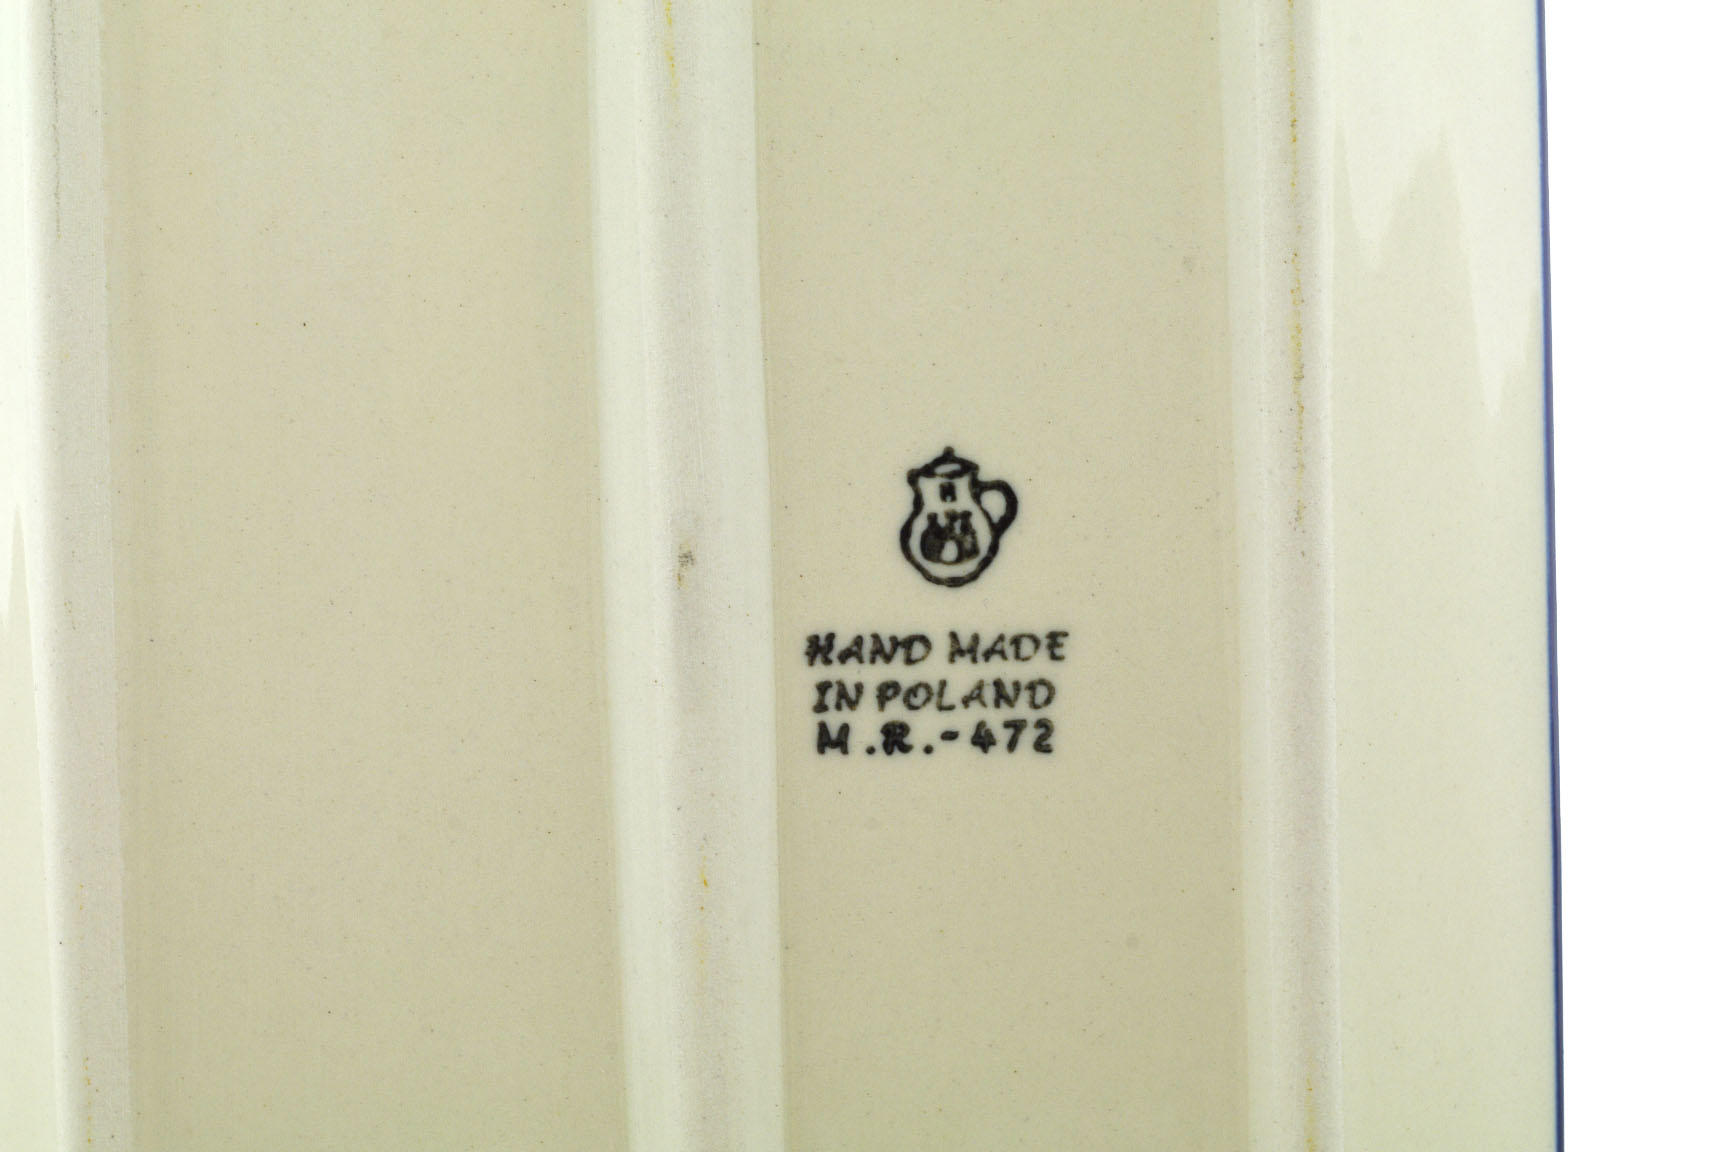 HAND MADE
IN POLAND
M.R.-472